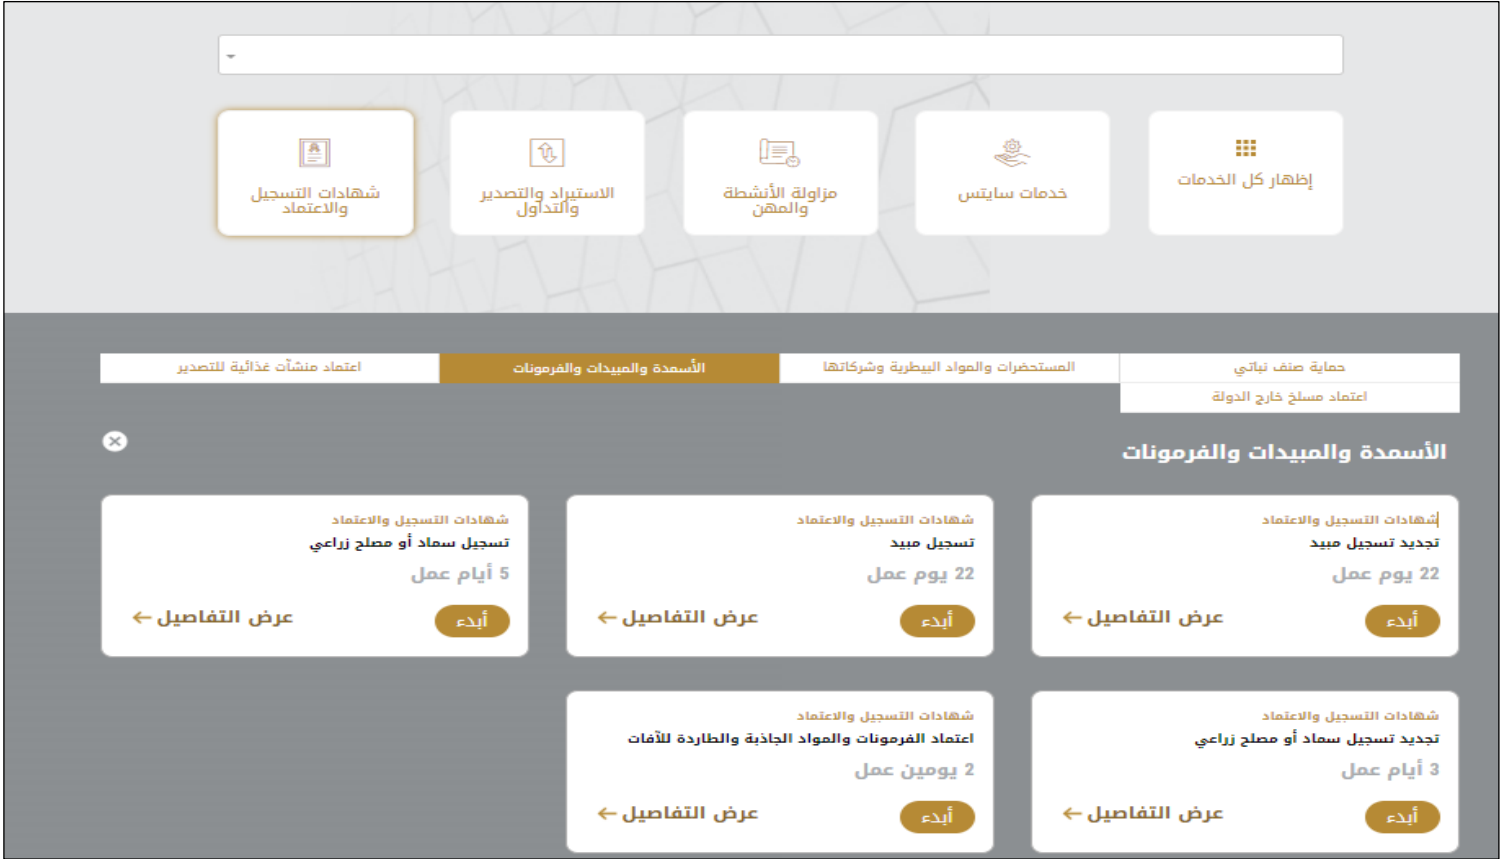 إظهار كل الخدمات
خدمات سايتس
مزاولة الأنشطة
والمهن
الاستيراد والتصدير
والتداول
شهادات التسجيل
والاعتماد
حماية صنف نباتي
المستحضرات والمواد البيطرية وشركاتها
الأسمدة والمبيدات والفرمونات
اعتماد منشآت غذائية للتصدير
اعتماد مسلخ خارج الدولة
الأسمدة والمبيدات والفرمونات
شهادات التسجيل والاعتماد
تجديد تسجيل مبيد
22 يوم عمل
أبدء
عرض التفاصيل
شهادات التسجيل والاعتماد
تسجيل مبيد
22 يوم عمل
أبدء
عرض التفاصيل
شهادات التسجيل والاعتماد
تسجيل سماد أو مصلح زراعي
5 أيام عمل
أبدء
عرض التفاصيل
شهادات التسجيل والاعتماد
تجديد تسجيل سماد أو مصلح زراعي
3 أيام عمل
أبدء
عرض التفاصيل
شهادات التسجيل والاعتماد
اعتماد الفرمونات والمواد الجاذبة والطاردة للآفات
2 يومين عمل
أبدء
عرض التفاصيل